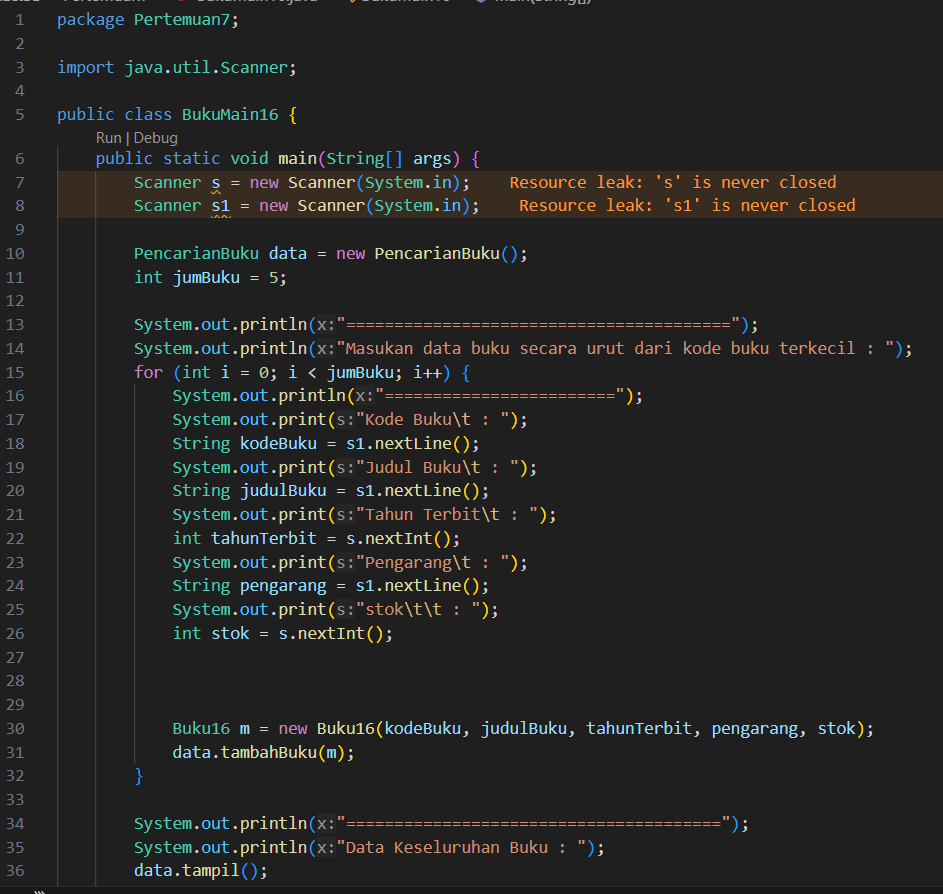 1 package Pertemuan7;
2
3 import java.util.Scanner;
4
5 public class BukuMain16 {
Run | Debug
6 public static void main(String[] args) {
7 Scanner s = new Scanner(System.in); Resource leak: 's' is never closed
8 Scanner s1 = new Scanner(System.in); Resource leak: 's1' is never closed
9
10 PencarianBuku data = new PencarianBuku();
11 int jumBuku = 5;
12
13 System.out.println(x:"========================================");
14 System.out.println(x:"Masukan data buku secara urut dari kode buku terkecil : ");
15 for (int i = 0; i < jumBuku; i++) {
16 System.out.println(x:"========================");
17 System.out.print(s:"Kode Buku\t : ");
18 String kodeBuku = s1.nextLine();
19 System.out.print(s:"Judul Buku\t : ");
20 String judulBuku = s1.nextLine();
21 System.out.print(s:"Tahun Terbit\t : ");
22 int tahunTerbit = s.nextInt();
23 System.out.print(s:"Pengarang\t : ");
24 String pengarang = s1.nextLine();
25 System.out.print(s:"stok\t\t : ");
26 int stok = s.nextInt();
27
28
29
30 Buku16 m = new Buku16(kodeBuku, judulBuku, tahunTerbit, pengarang, stok);
31 data.tambahBuku(m);
32 }
33
34 System.out.println(x:"=======================================");
35 System.out.println(x:"Data Keseluruhan Buku : ");
36 data.tampil();